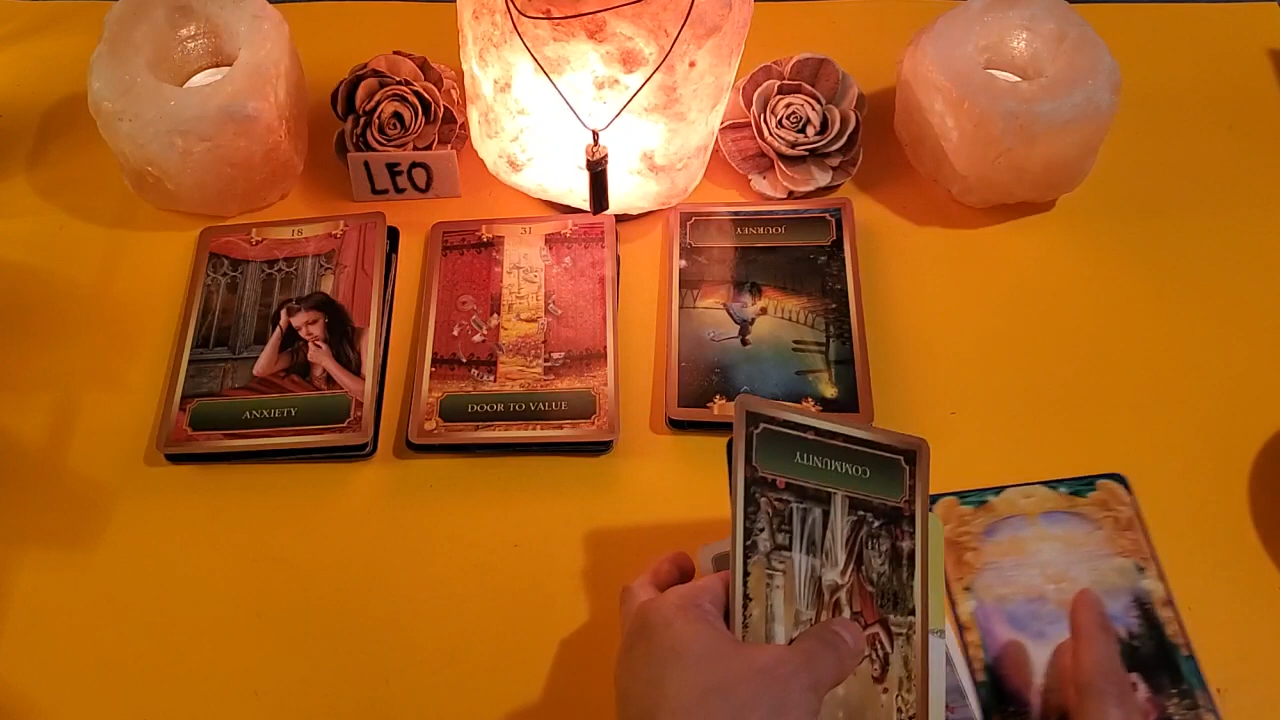 LEO
18
ANXIETY
31
DOOR TO VALUE
JOURNEY
COMMUNITY